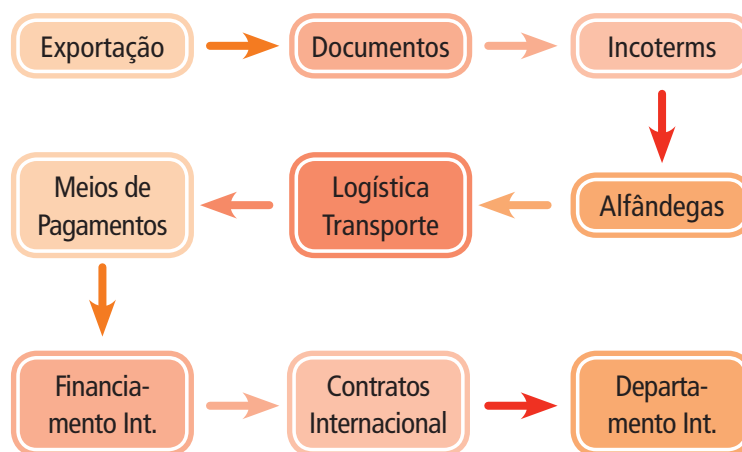 Exportação
Documentos
Incoterms
Alfândegas
Logística
Transporte
Meios de
Pagamentos
Financia-
mento Int.
Contratos
Internacional
Departa-
mento Int.